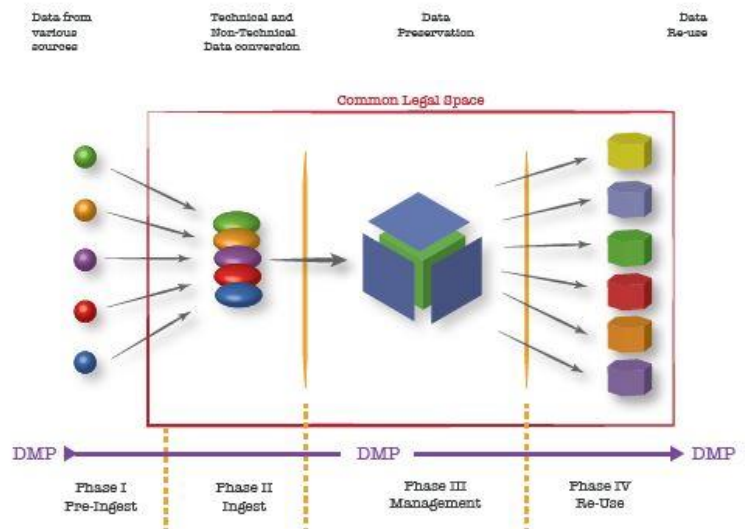 Data from
various
sources
Technical and
Non-Technical
Data conversion
Data
Preservation
Data
Re-use
Common Legal Space
DMP
DMP
DMP
Phase I
Pre-Ingest
Phase II
Ingest
Phase III
Management
Phase IV
Re-Use